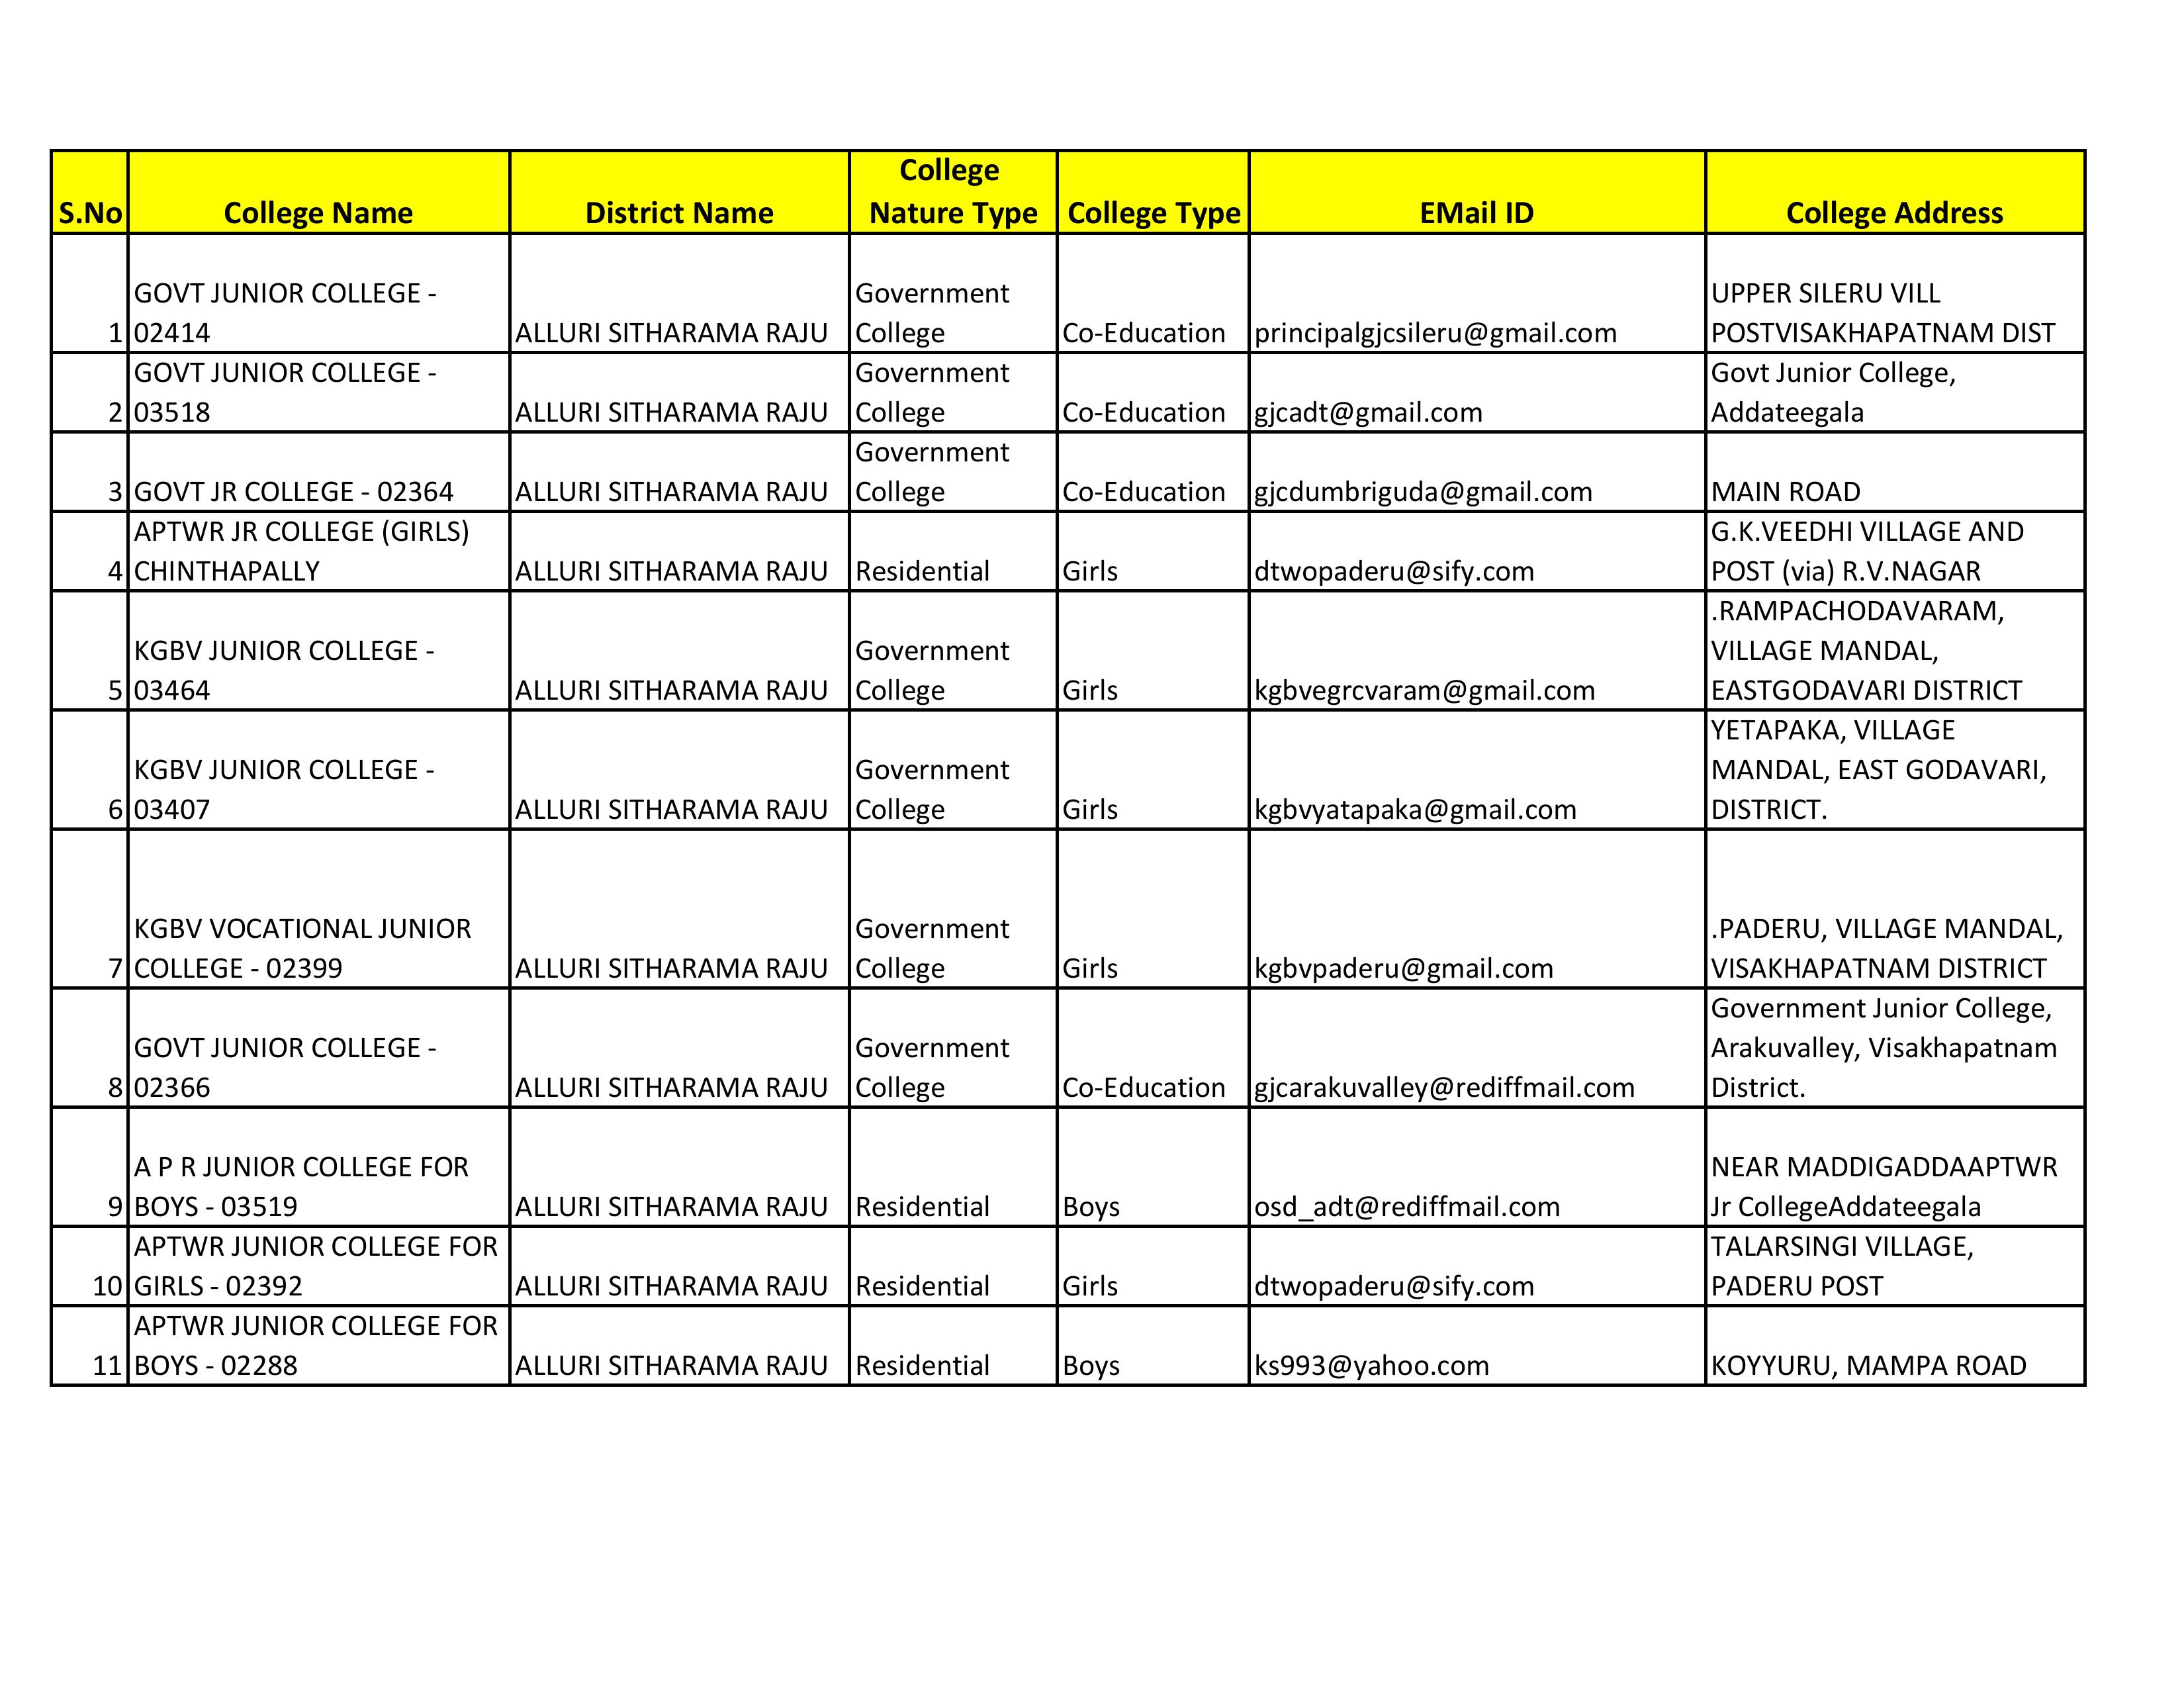 S.No College Name District Name College Nature Type College Type EMail ID College Address
1 GOVT JUNIOR COLLEGE - 02414 ALLURI SITHARAMA RAJU Government College Co-Education principalgjcsileru@gmail.com UPPER SILERU VILL POSTVISAKHAPATNAM DIST
2 GOVT JUNIOR COLLEGE - 03518 ALLURI SITHARAMA RAJU Government College Co-Education gjcadt@gmail.com Govt Junior College, Addateegala
3 GOVT JR COLLEGE - 02364 ALLURI SITHARAMA RAJU Government College Co-Education gjcdumbriguda@gmail.com MAIN ROAD
4 APTWR JR COLLEGE (GIRLS) CHINTHAPALLY ALLURI SITHARAMA RAJU Residential Girls dtwopaderu@sify.com G.K.VEEDHI VILLAGE AND POST (via) R.V.NAGAR
5 KGBV JUNIOR COLLEGE - 03464 ALLURI SITHARAMA RAJU Government College Girls kgbvegrcvaram@gmail.com .RAMPACHODAVARAM, VILLAGE MANDAL, EASTGODAVARI DISTRICT
6 KGBV JUNIOR COLLEGE - 03407 ALLURI SITHARAMA RAJU Government College Girls kgbvyatapaka@gmail.com YETAPAKA, VILLAGE MANDAL, EAST GODAVARI, DISTRICT.
7 KGBV VOCATIONAL JUNIOR COLLEGE - 02399 ALLURI SITHARAMA RAJU Government College Girls kgbvpaderu@gmail.com .PADERU, VILLAGE MANDAL, VISAKHAPATNAM DISTRICT
8 GOVT JUNIOR COLLEGE - 02366 ALLURI SITHARAMA RAJU Government College Co-Education gjcarakuvalley@rediffmail.com Government Junior College, Arakuvalley, Visakhapatnam District.
9 A P R JUNIOR COLLEGE FOR BOYS - 03519 ALLURI SITHARAMA RAJU Residential Boys osd_adt@rediffmail.com NEAR MADDIGADDAAPTWR Jr CollegeAddateegala
10 APTWR JUNIOR COLLEGE FOR GIRLS - 02392 ALLURI SITHARAMA RAJU Residential Girls dtwopaderu@sify.com TALARSINGI VILLAGE, PADERU POST
11 APTWR JUNIOR COLLEGE FOR BOYS - 02288 ALLURI SITHARAMA RAJU Residential Boys ks993@yahoo.com KOYYURU, MAMPA ROAD